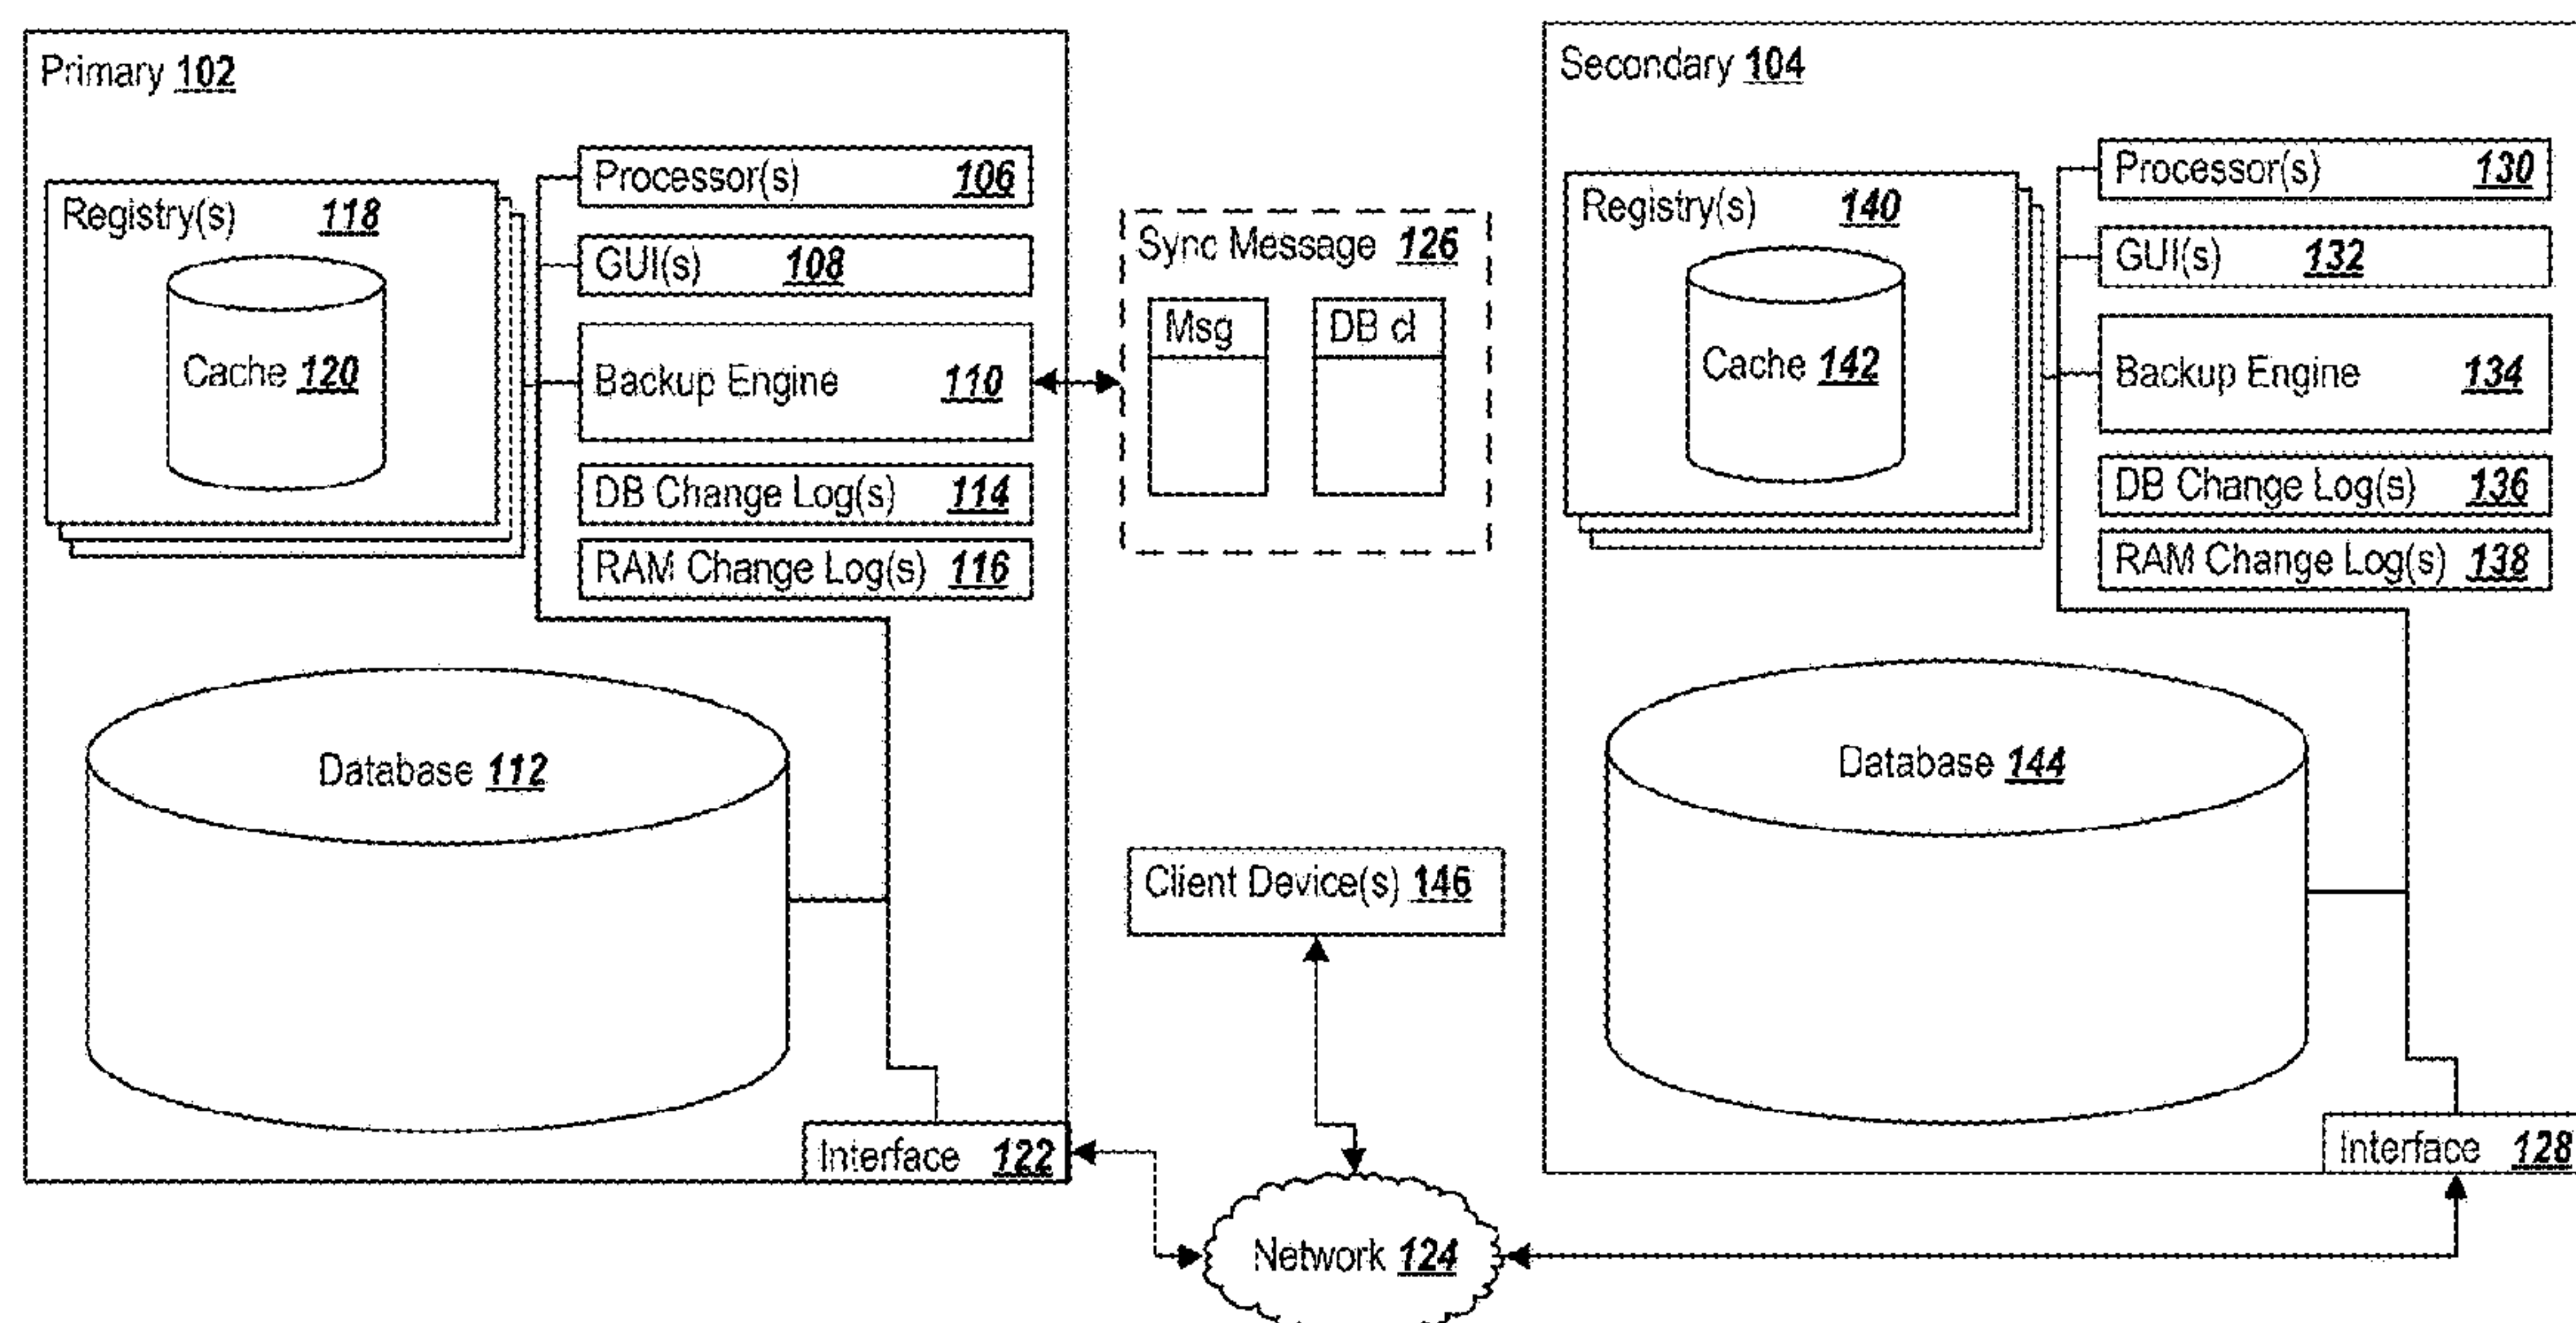 Primary 102
Registry(s) 118
Cache 120
Processor(s) 106
GUI(s) 108
Backup Engine 110
DB Change Log(s) 114
RAM Change Log(s) 116
Database 112
Interface 122
Sync Message 126
Msg
DB cl
Client Device(s) 146
Network 124
Secondary 104
Registry(s) 140
Cache 142
Processor(s) 130
GUI(s) 132
Backup Engine 134
DB Change Log(s) 136
RAM Change Log(s) 138
Database 144
Interface 128